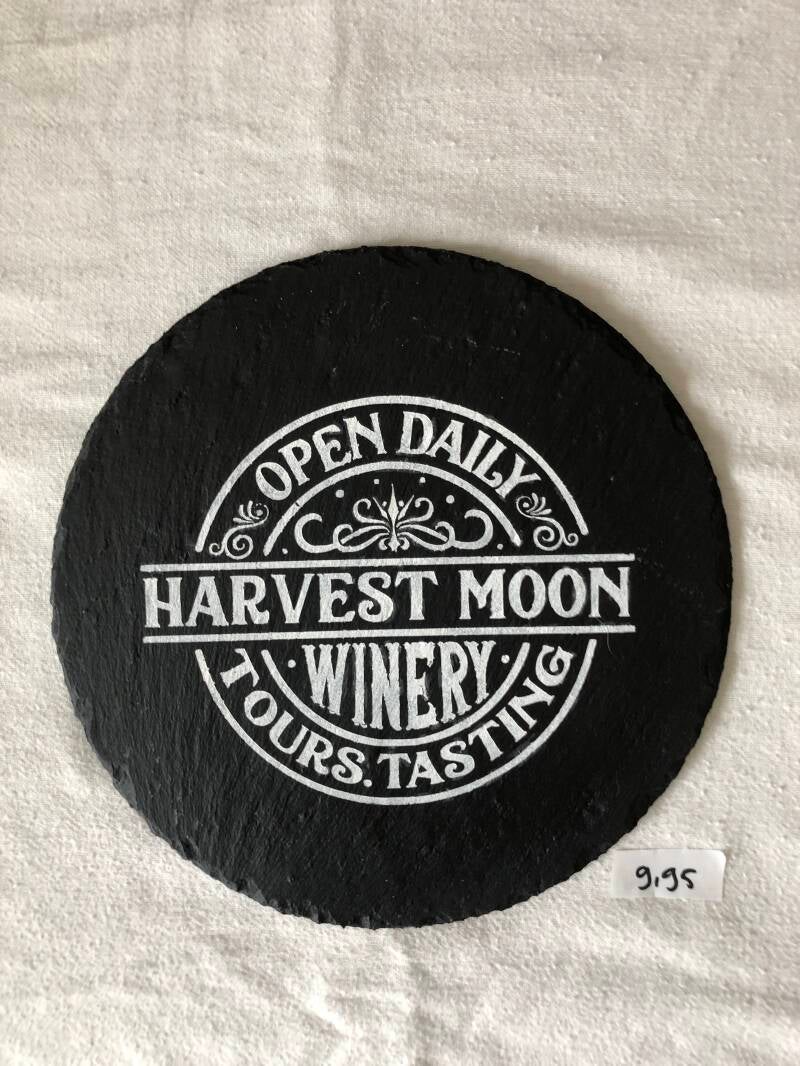 OPEN DAILY
HARVEST MOON
WINERY
TOURS.TASTING
9,95